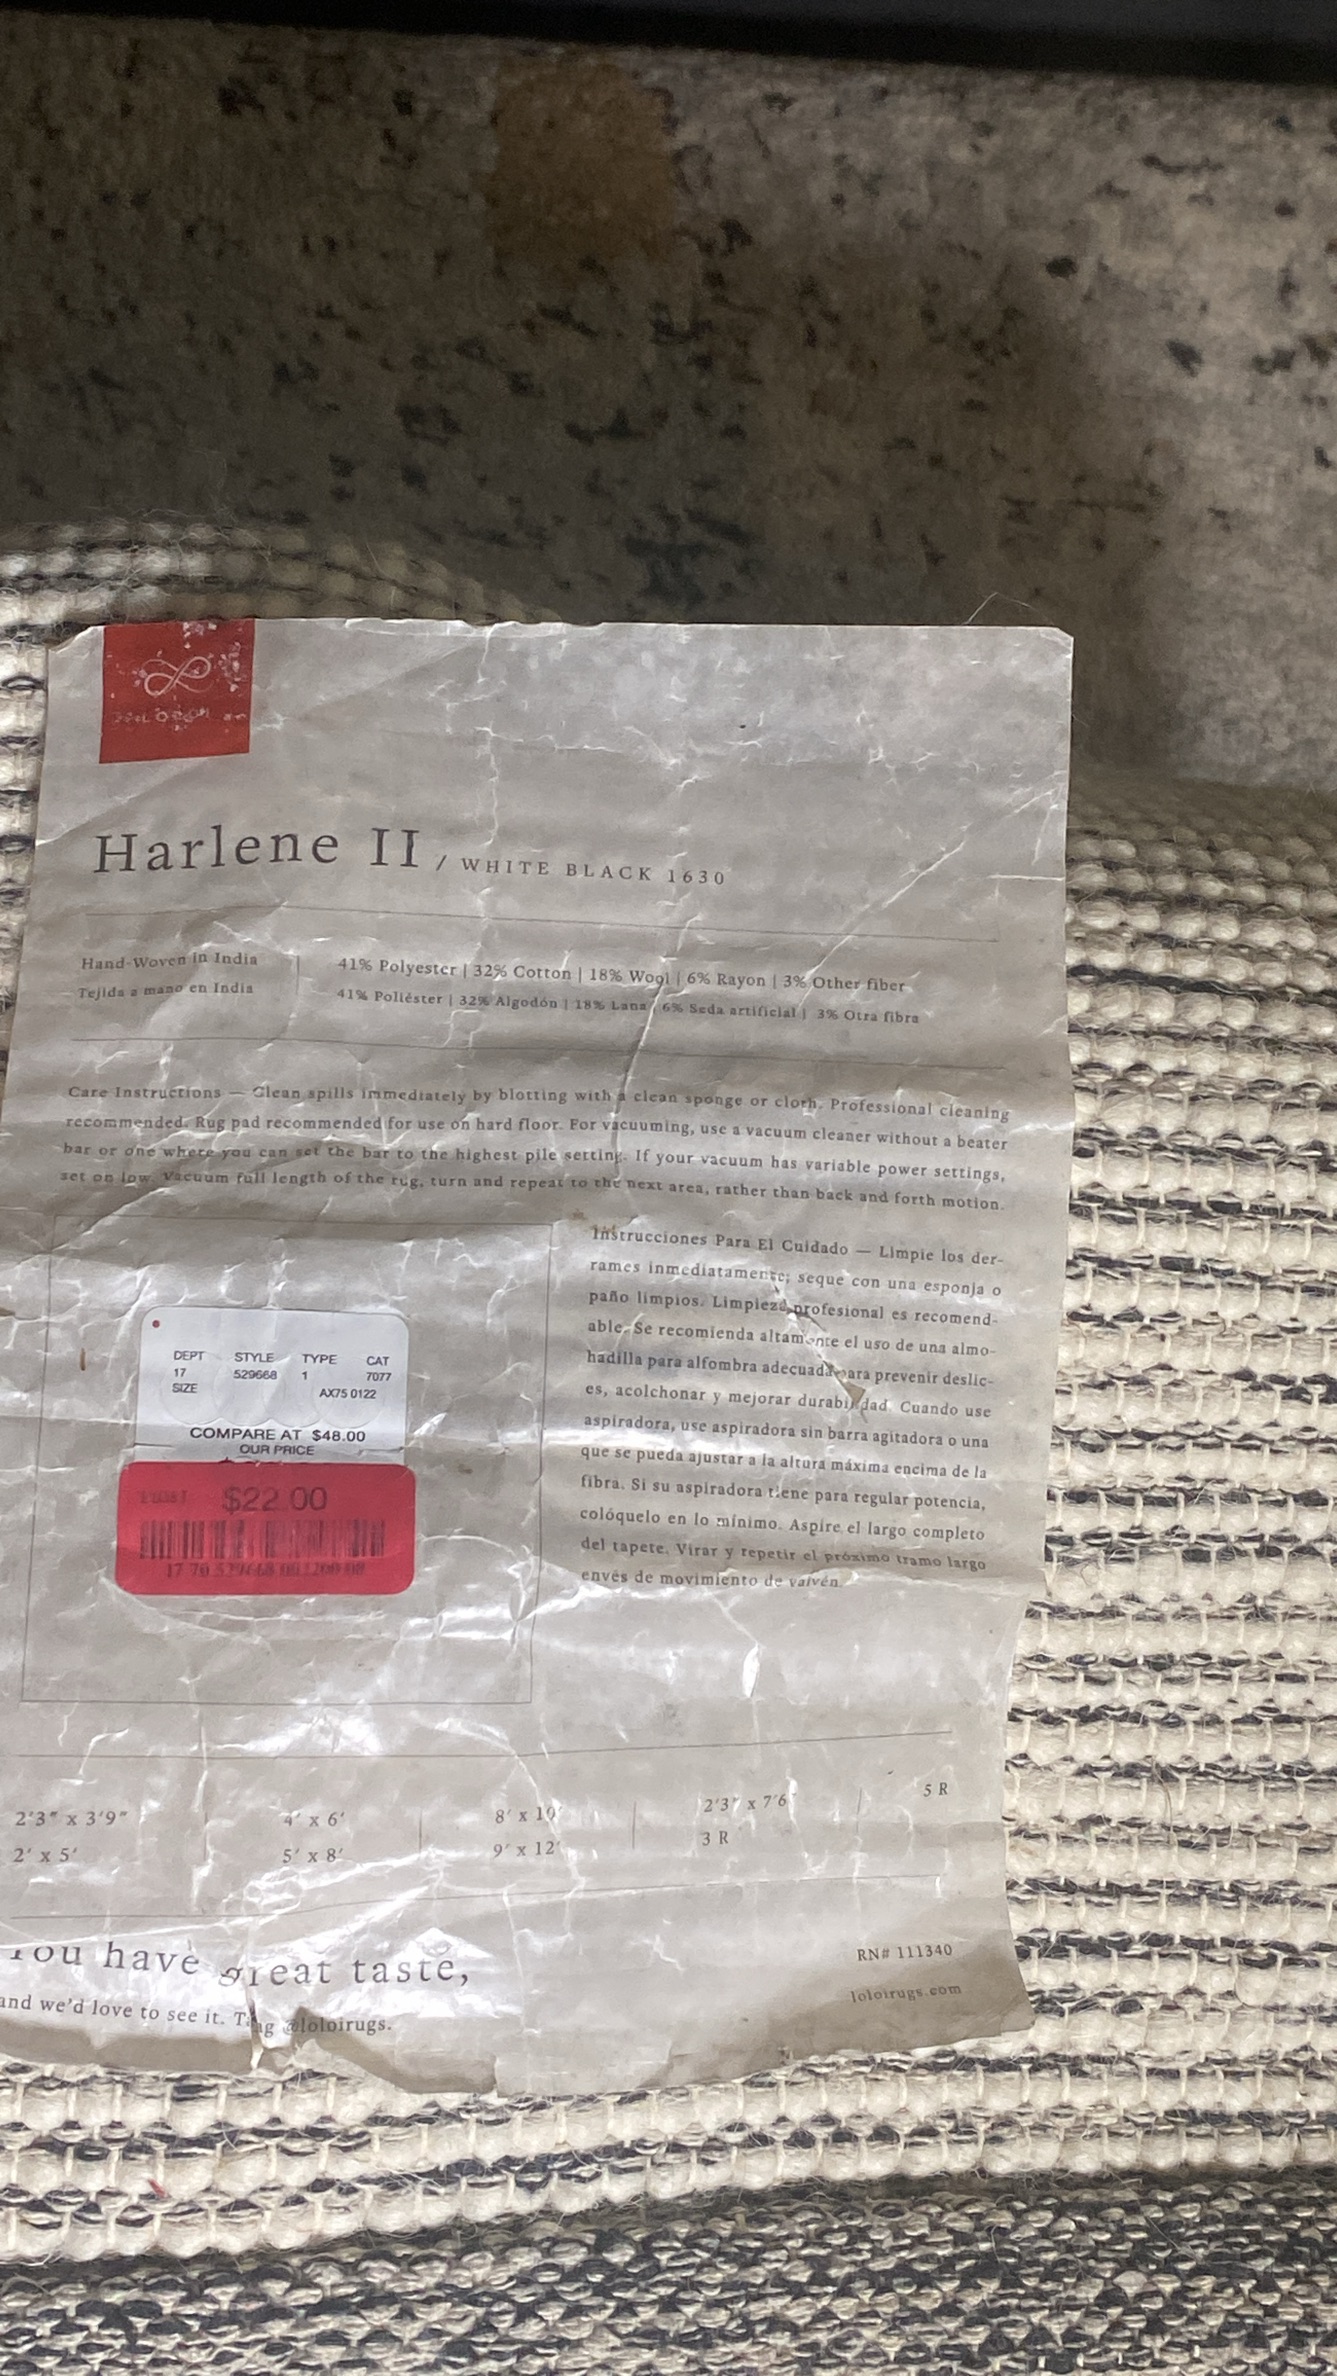 Harlene II / WHITE BLACK 1630
Hand-Woven in India
Tejida a mano en India
41% Polyester | 32% Cotton | 18% Wool | 6% Rayon | 3% Other fiber
41% Poliéster | 32% Algodón | 18% Lana | 6% Seda artificial | 3% Otra fibra
Care Instructions — Clean spills immediately by blotting with a clean sponge or cloth. Professional cleaning
recommended. Rug pad recommended for use on hard floor. For vacuuming, use a vacuum cleaner without a beater
bar or one where you can set the bar to the highest pile setting. If your vacuum has variable power settings,
set on low. Vacuum full length of the rug, turn and repeat to the next area, rather than back and forth motion.
Instrucciones Para El Cuidado — Limpie los der-
rames inmediatamente; seque con una esponja o
paño limpios. Limpieza profesional es recomend-
able. Se recomienda altamente el uso de una almo-
hadilla para alfombra adecuada para prevenir deslic-
es, acolchonar y mejorar durabilidad. Cuando use
aspiradora, use aspiradora sin barra agitadora o una
que se pueda ajustar a la altura máxima encima de la
fibra. Si su aspiradora tiene para regular potencia,
colóquelo en lo mínimo. Aspire el largo completo
del tapete. Virar y repetir el próximo tramo largo
envés de movimiento de vaivén.
DEPT STYLE TYPE CAT
17 529668 1 7077
SIZE AX75 0122
COMPARE AT $48.00
OUR PRICE
$22.00
2'3" x 3'9" | 4' x 6' | 8' x 10' | 2'3" x 7'6" | 5 R
2' x 5' 5' x 8' 9' x 12' 3 R
You have great taste,
and we'd love to see it. Tag @loloirugs.
RN# 111340
loloirugs.com